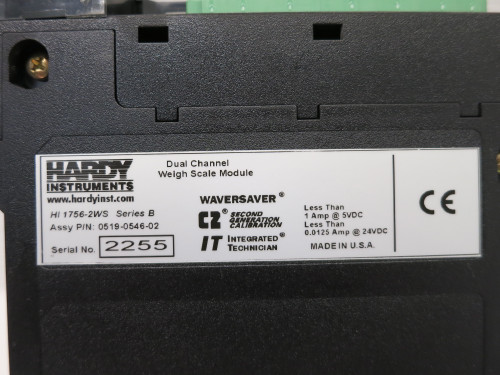 HARDY
INSTRUMENTS
www.hardyinst.com
HI 1756-2WS Series B
Assy P/N: 0519-0546-02
Serial No. 2255
Dual Channel
Weigh Scale Module
WAVERSAVER®
C2® SECOND GENERATION CALIBRATION
IT INTEGRATED® TECHNICIAN
Less Than
1 Amp @ 5VDC
Less Than
0.0125 Amp @ 24VDC
MADE IN U.S.A.
CE